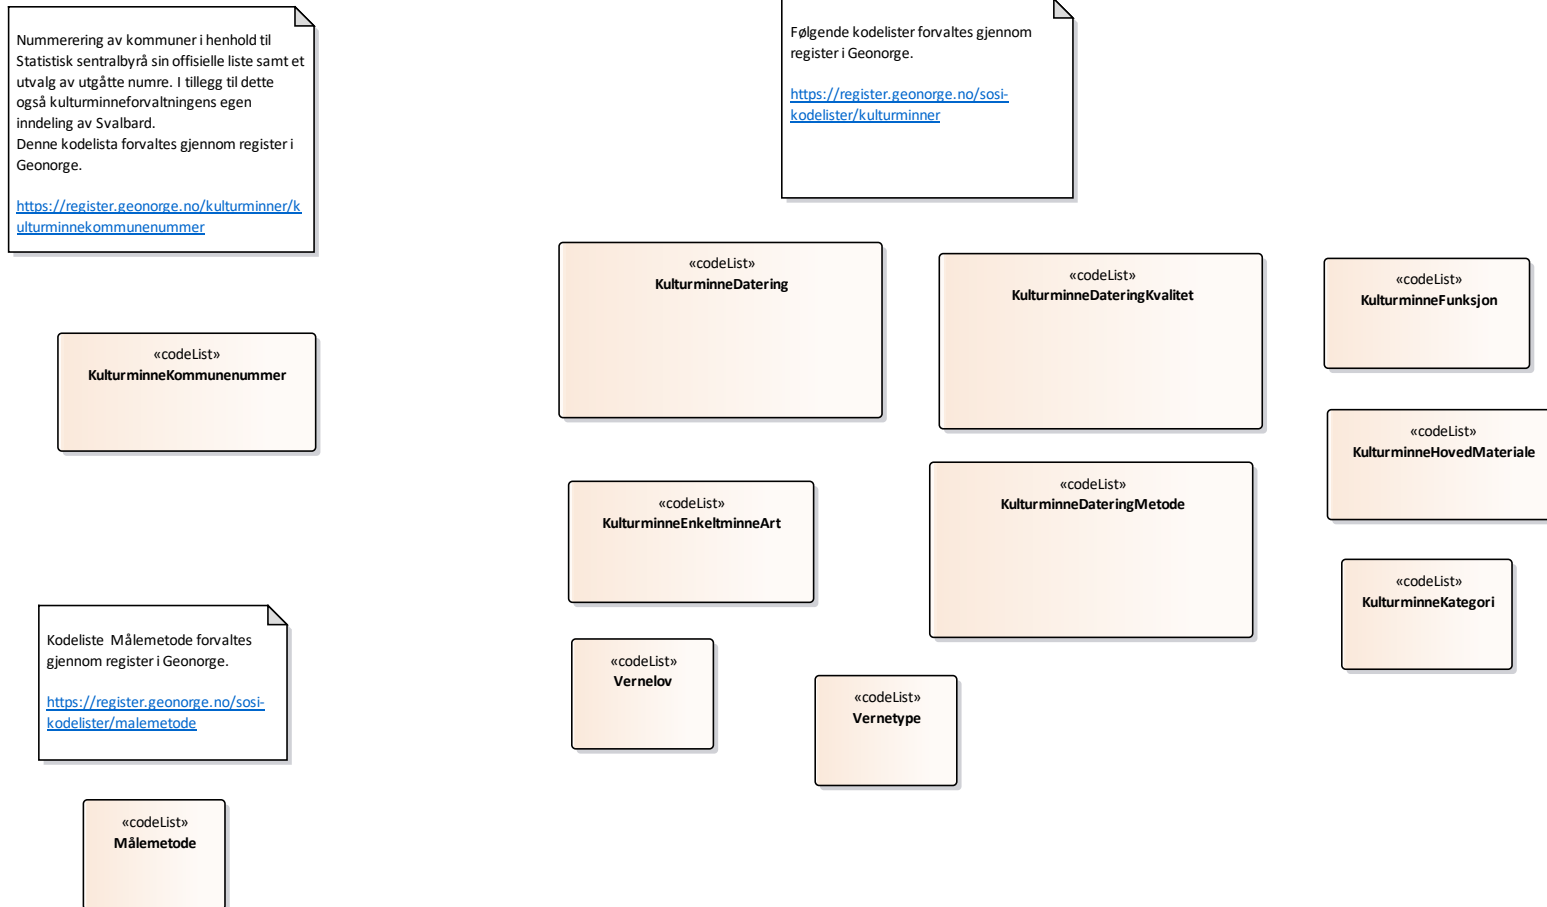 Nummerering av kommuner i henhold til
Statistisk sentralbyrå sin offisielle liste samt et
utvalg av utgåtte numre. I tillegg til dette
også kulturminneforvaltningens egen
inndeling av Svalbard.
Denne kodelista forvaltes gjennom register i
Geonorge.
https://register.geonorge.no/kulturminner/k
ulturminnekommunenummer
«codeList»
KulturminneKommunenummer
Kodeliste  Målemetode forvaltes
gjennom register i Geonorge.
https://register.geonorge.no/sosi-
kodelister/malemetode
«codeList»
Målemetode
Følgende kodelister forvaltes gjennom
register i Geonorge.
https://register.geonorge.no/sosi-
kodelister/kulturminner
«codeList»
KulturminneDatering
«codeList»
KulturminneDateringKvalitet
«codeList»
KulturminneFunksjon
«codeList»
KulturminneHovedMateriale
«codeList»
KulturminneEnkeltminneArt
«codeList»
KulturminneDateringMetode
«codeList»
KulturminneKategori
«codeList»
Vernelov
«codeList»
Vernetype